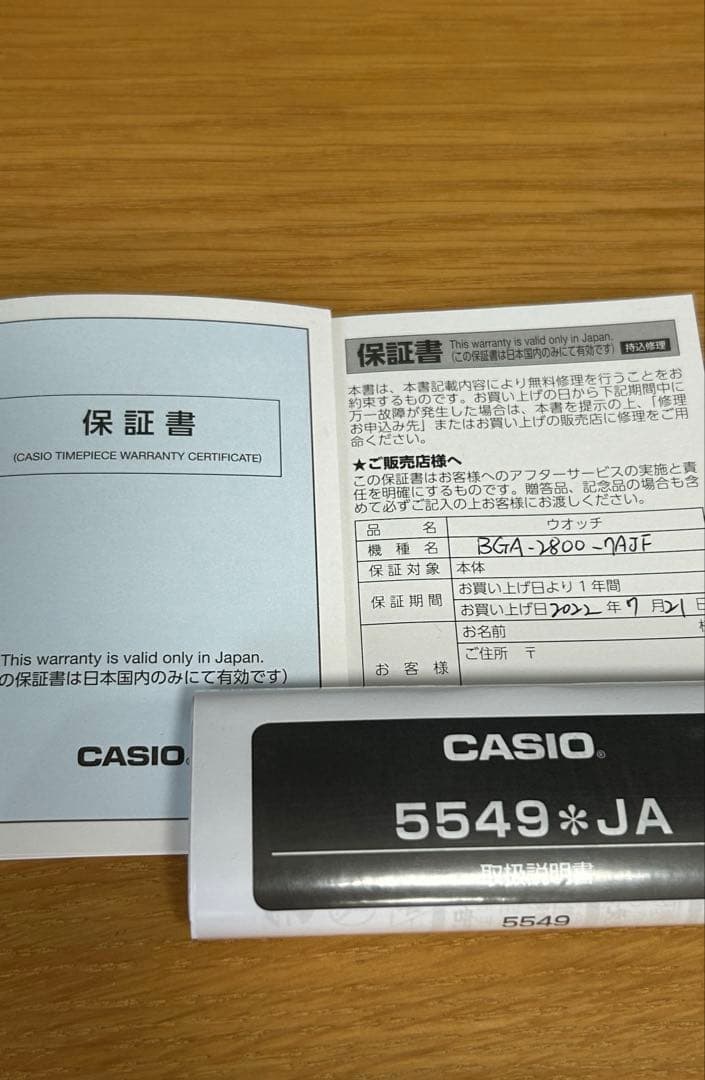 保証書
(CASIO TIMEPIECE WARRANTY CERTIFICATE)
This warranty is valid only in Japan.
の保証書は日本国内のみにて有効です)
CASIO
保証書 This warranty is valid only in Japan. (この保証書は日本国内のみにて有効です) 持込修理
本書は、本書記載内容により無料修理を行うことをお
約束するものです。お買い上げの日から下記期間中に
万一故障が発生した場合は、本書を提示の上、「修理
お申込み先」またはお買い上げの販売店に修理をご用
命ください。
★ご販売店様へ
この保証書はお客様へのアフターサービスの実施と責
任を明確にするものです。贈答品、記念品の場合も含
めて必ずご記入の上お客様にお渡しください。
品名 ウオッチ
機種名 BGA-2800-7AJF
保証対象 本体
保証期間 お買い上げ日より1年間
お買い上げ日2022年7月21日
お客様 お名前 様
ご住所 〒
CASIO®
5549*JA
取扱説明書
5549